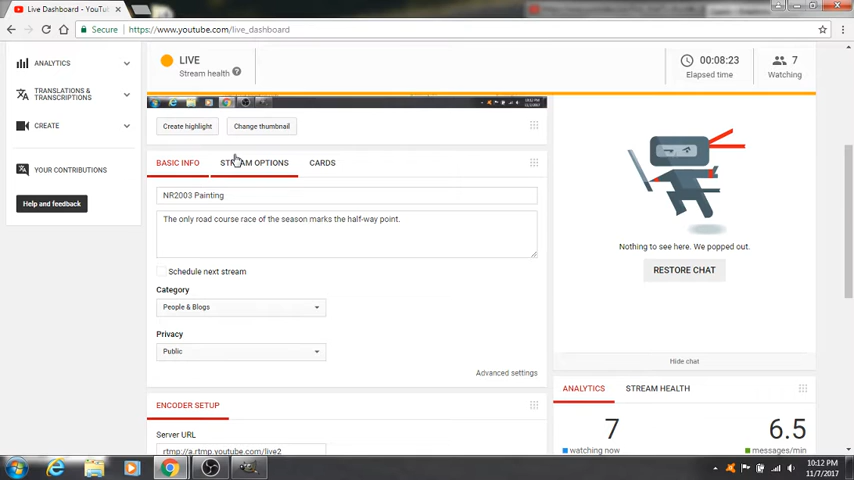 Live Dashboard - YouTu
Secure https://www.youtube.com/live_dashboard
ANALYTICS
TRANSLATIONS &
TRANSCRIPTIONS
CREATE
YOUR CONTRIBUTIONS
Help and feedback
LIVE
Stream health ?
00:08:23
Elapsed time
7
Watching
Create highlight
Change thumbnail
BASIC INFO
STREAM OPTIONS
CARDS
NR2003 Painting
The only road course race of the season marks the half-way point.
Schedule next stream
Category
People & Blogs
Privacy
Public
Advanced settings
ENCODER SETUP
Server URL
rtmp://a.rtmp.youtube.com/live2
Nothing to see here. We popped out.
RESTORE CHAT
Hide chat
ANALYTICS
STREAM HEALTH
7
watching now
6.5
messages/min
10:12 PM
11/7/2017